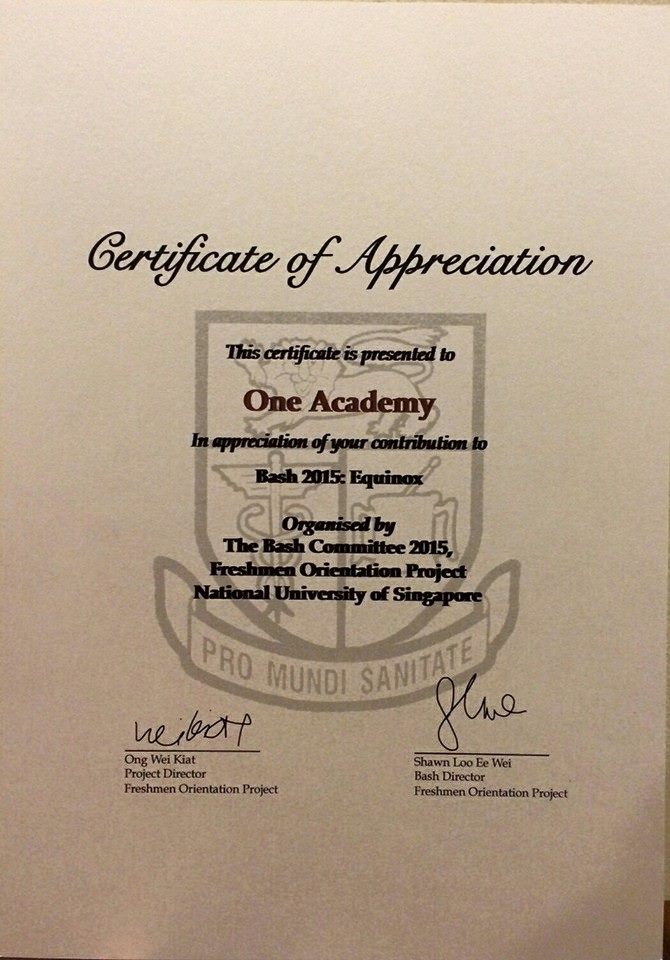 Certificate of Appreciation
This certificate is presented to
One Academy
In appreciation of your contribution to
Bash 2015: Equinox
Organised by
The Bash Committee 2015,
Freshmen Orientation Project
National University of Singapore
PRO MUNDI SANITATE
Ong Wei Kiat
Project Director
Freshmen Orientation Project
Shawn Loo Ee Wei
Bash Director
Freshmen Orientation Project